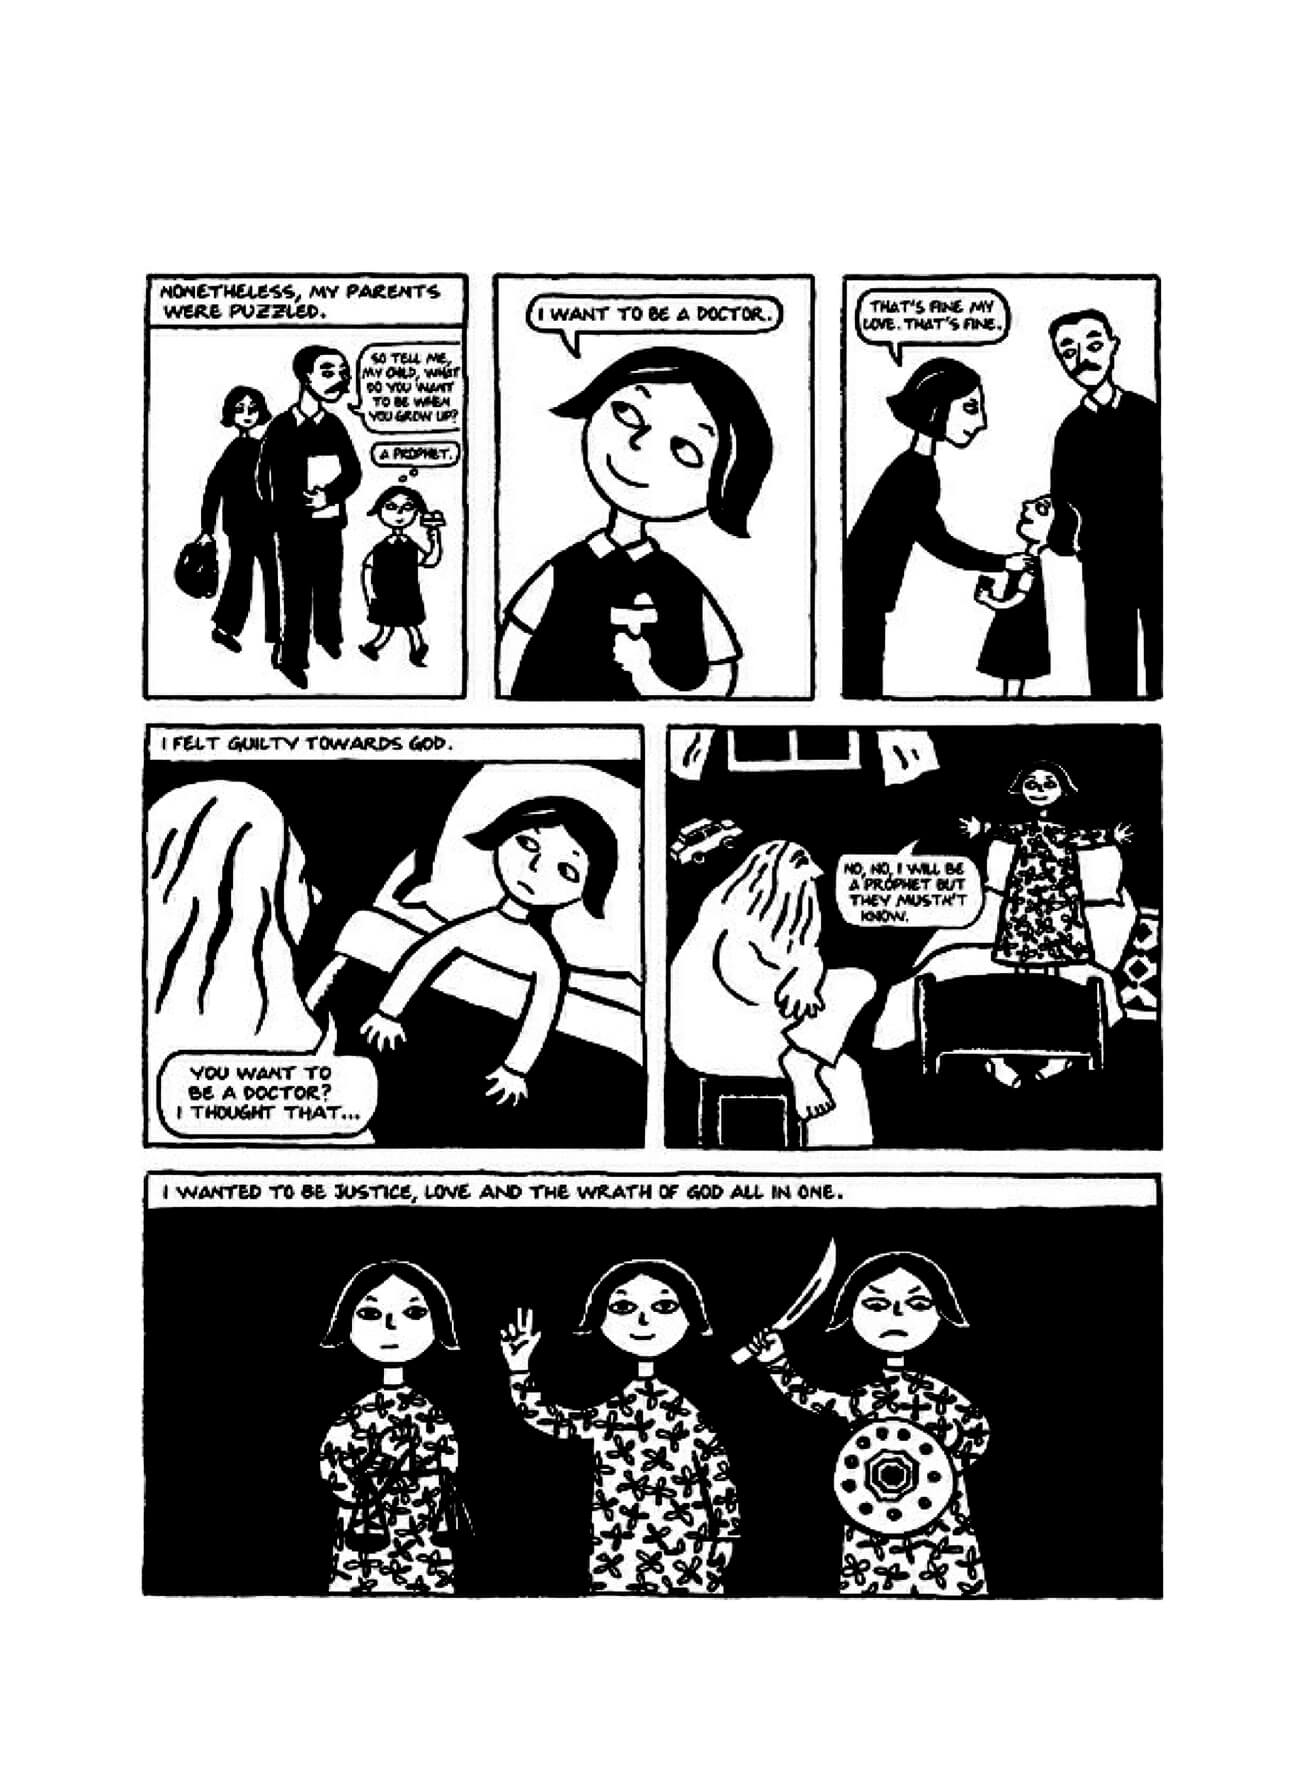 NONETHELESS, MY PARENTS
WERE PUZZLED.
SO TELL ME,
MY CHILD, WHAT
DO YOU WANT
TO BE WHEN
YOU GROW UP?
A PROPHET.
I WANT TO BE A DOCTOR.
THAT'S FINE MY
LOVE. THAT'S FINE.
I FELT GUILTY TOWARDS GOD.
YOU WANT TO
BE A DOCTOR?
I THOUGHT THAT...
NO, NO, I WILL BE
A PROPHET BUT
THEY MUSTN'T
KNOW.
I WANTED TO BE JUSTICE, LOVE AND THE WRATH OF GOD ALL IN ONE.